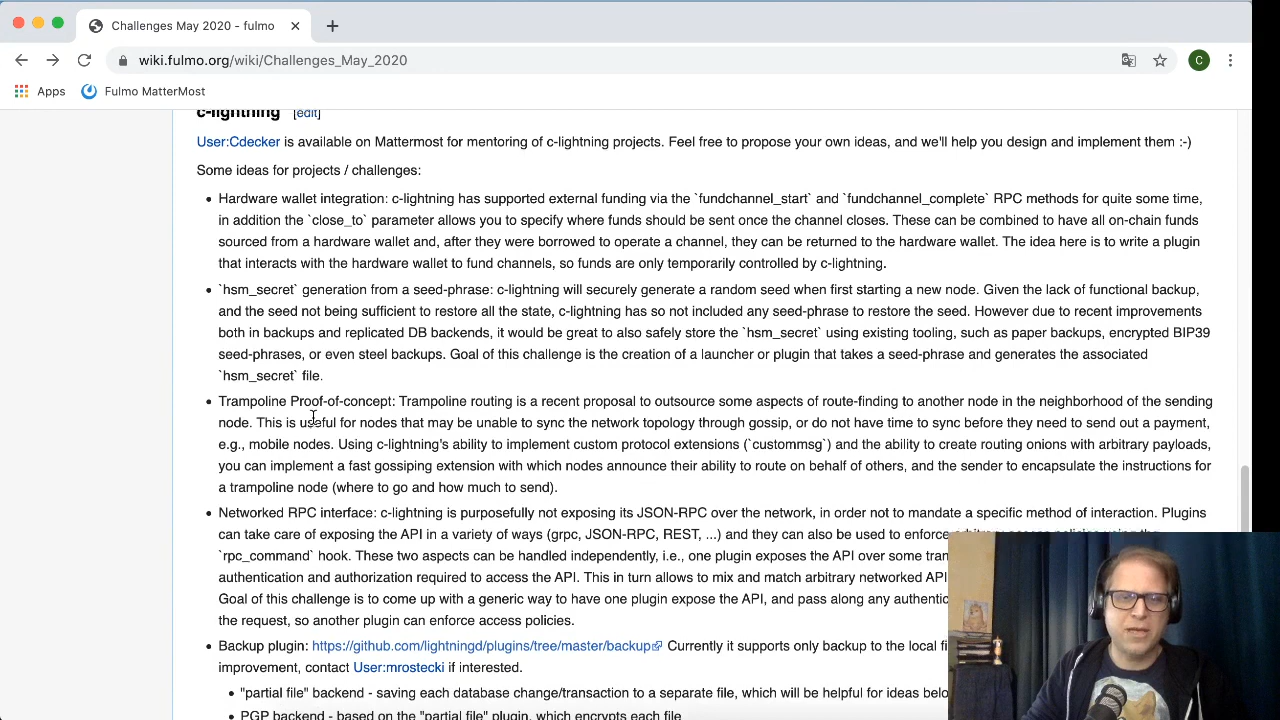 Challenges May 2020 - fulmo
wiki.fulmo.org/wiki/Challenges_May_2020
C
Apps Fulmo MatterMost
c-lightning [edit]
User:Cdecker is available on Mattermost for mentoring of c-lightning projects. Feel free to propose your own ideas, and we'll help you design and implement them :-)
Some ideas for projects / challenges:
Hardware wallet integration: c-lightning has supported external funding via the `fundchannel_start` and `fundchannel_complete` RPC methods for quite some time,
in addition the `close_to` parameter allows you to specify where funds should be sent once the channel closes. These can be combined to have all on-chain funds
sourced from a hardware wallet and, after they were borrowed to operate a channel, they can be returned to the hardware wallet. The idea here is to write a plugin
that interacts with the hardware wallet to fund channels, so funds are only temporarily controlled by c-lightning.
`hsm_secret` generation from a seed-phrase: c-lightning will securely generate a random seed when first starting a new node. Given the lack of functional backup,
and the seed not being sufficient to restore all the state, c-lightning has so not included any seed-phrase to restore the seed. However due to recent improvements
both in backups and replicated DB backends, it would be great to also safely store the `hsm_secret` using existing tooling, such as paper backups, encrypted BIP39
seed-phrases, or even steel backups. Goal of this challenge is the creation of a launcher or plugin that takes a seed-phrase and generates the associated
`hsm_secret` file.
Trampoline Proof-of-concept: Trampoline routing is a recent proposal to outsource some aspects of route-finding to another node in the neighborhood of the sending
node. This is useful for nodes that may be unable to sync the network topology through gossip, or do not have time to sync before they need to send out a payment,
e.g., mobile nodes. Using c-lightning's ability to implement custom protocol extensions (`custommsg`) and the ability to create routing onions with arbitrary payloads,
you can implement a fast gossiping extension with which nodes announce their ability to route on behalf of others, and the sender to encapsulate the instructions for
a trampoline node (where to go and how much to send).
Networked RPC interface: c-lightning is purposefully not exposing its JSON-RPC over the network, in order not to mandate a specific method of interaction. Plugins
can take care of exposing the API in a variety of ways (grpc, JSON-RPC, REST, ...) and they can also be used to enforce
`rpc_command` hook. These two aspects can be handled independently, i.e., one plugin exposes the API over some tran
authentication and authorization required to access the API. This in turn allows to mix and match arbitrary networked API
Goal of this challenge is to come up with a generic way to have one plugin expose the API, and pass along any authentic
the request, so another plugin can enforce access policies.
Backup plugin: https://github.com/lightningd/plugins/tree/master/backup Currently it supports only backup to the local fi
improvement, contact User:mrostecki if interested.
"partial file" backend - saving each database change/transaction to a separate file, which will be helpful for ideas belo
PGP backend - based on the "partial file" plugin, which encrypts each file